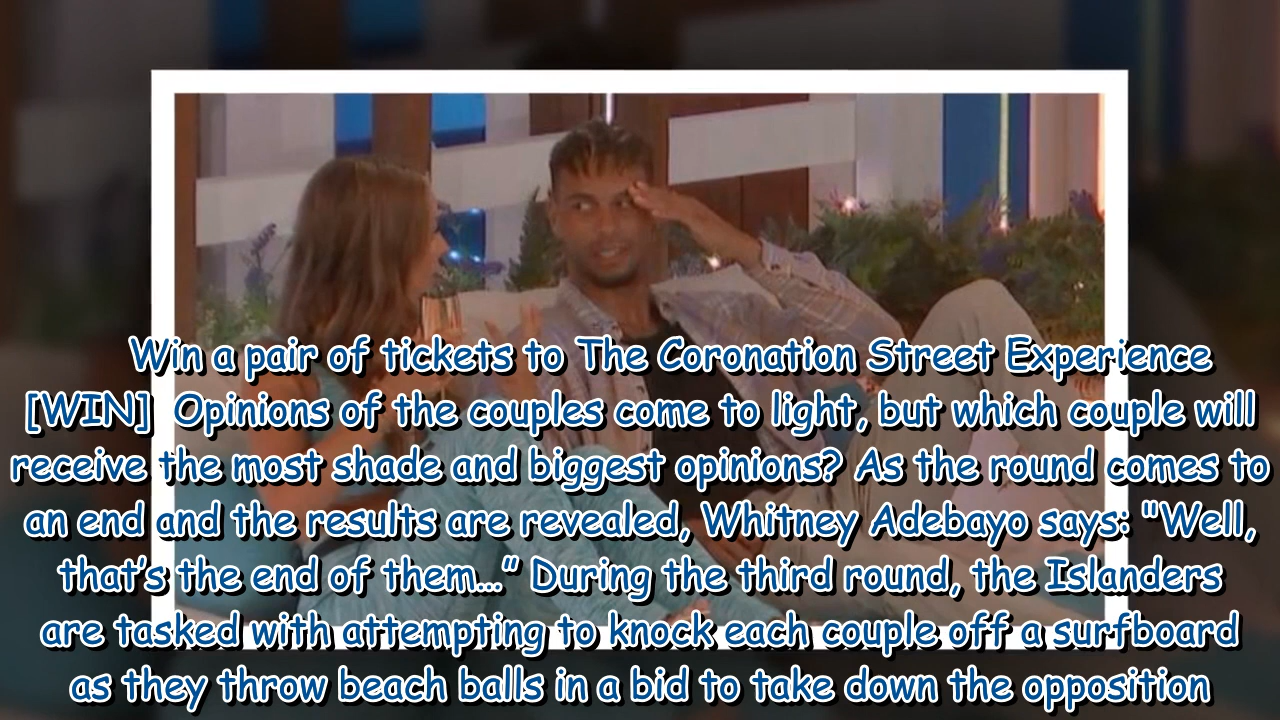 Win a pair of tickets to The Coronation Street Experience
[WIN]  Opinions of the couples come to light, but which couple will
receive the most shade and biggest opinions? As the round comes to
an end and the results are revealed, Whitney Adebayo says: "Well,
that’s the end of them…” During the third round, the Islanders
are tasked with attempting to knock each couple off a surfboard
as they throw beach balls in a bid to take down the opposition